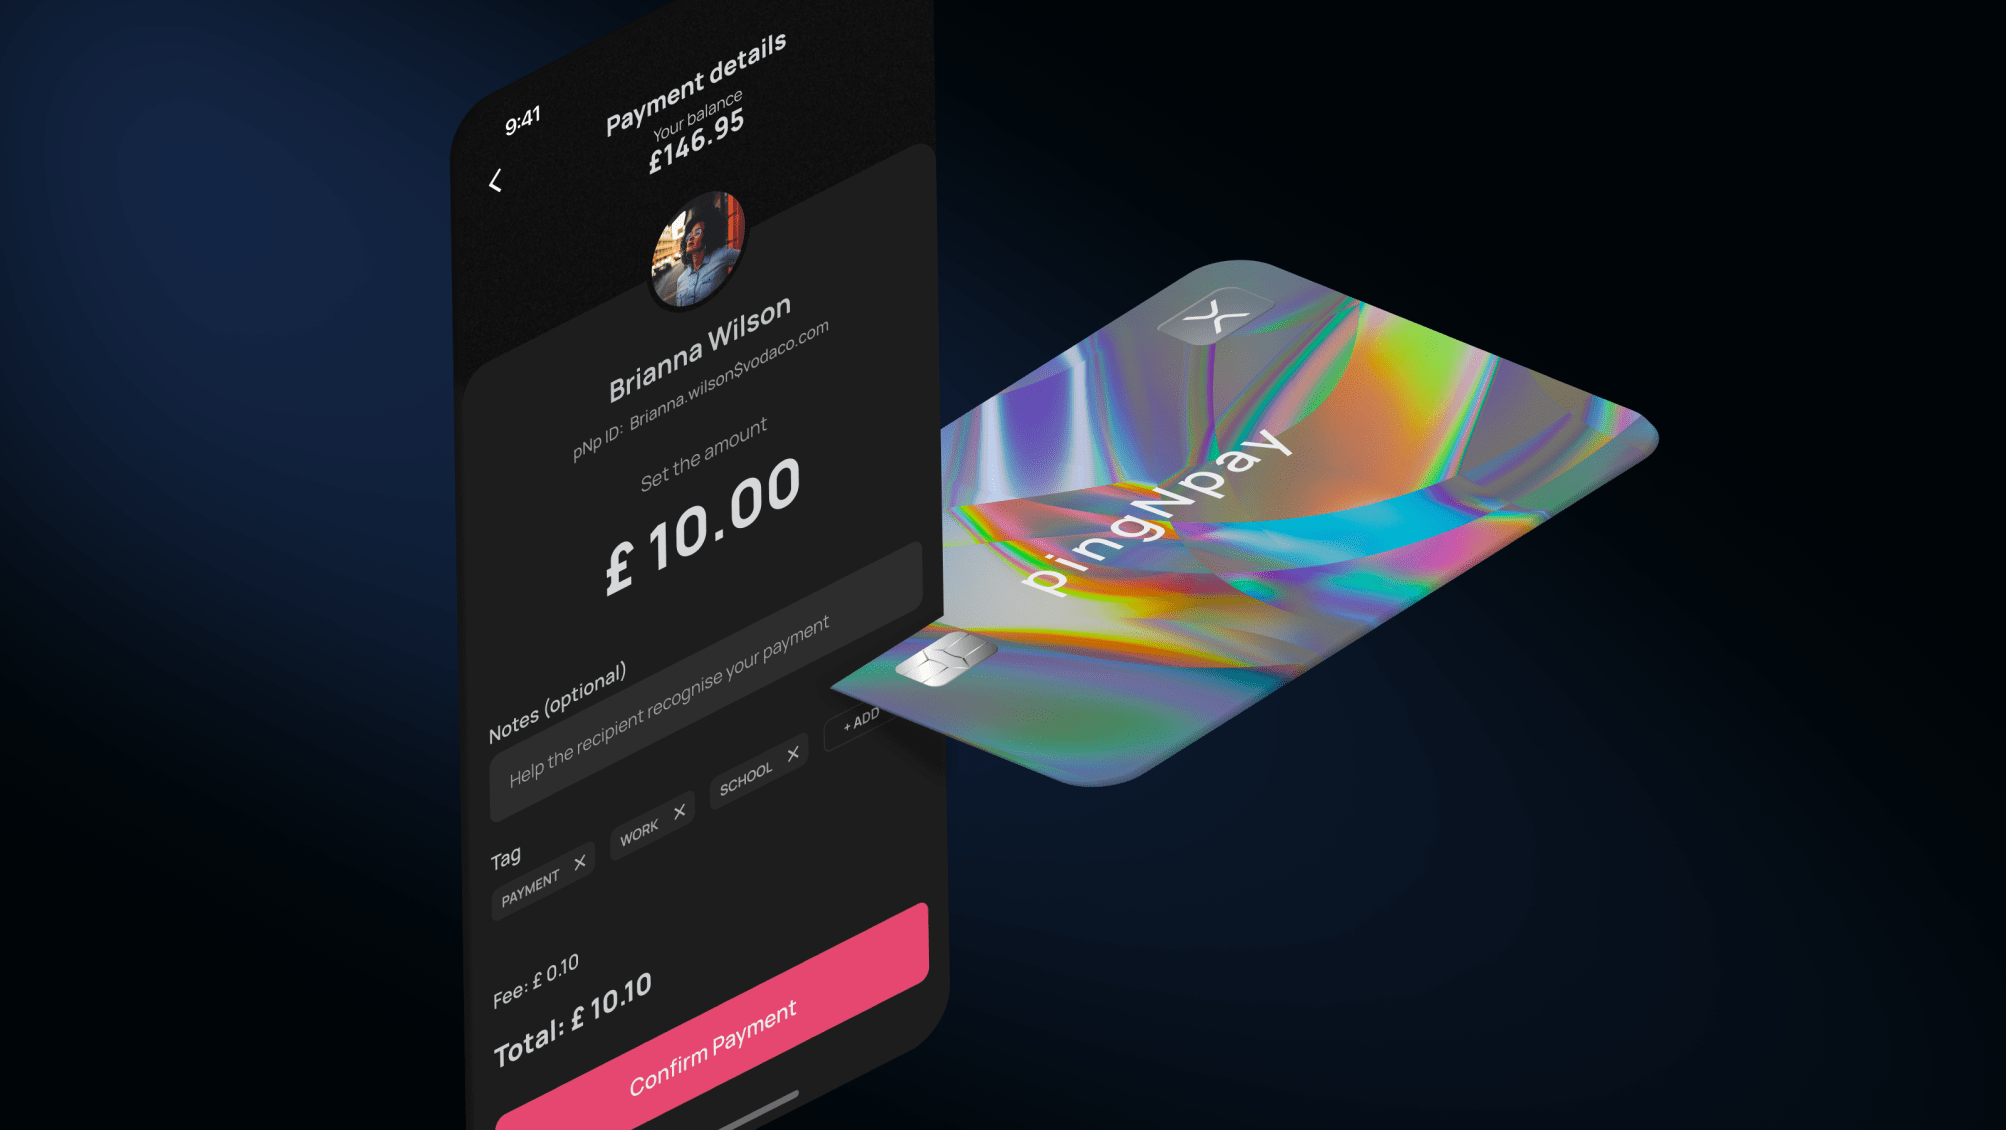 9:41
Payment details
Your balance
£146.95
Brianna Wilson
pNp ID: Brianna.wilson$vodaco.com
Set the amount
£ 10.00
Notes (optional)
Help the recipient recognise your payment
Tag
PAYMENT
WORK
SCHOOL
+ ADD
Fee: £ 0.10
Total: £ 10.10
Confirm Payment
pingNpay